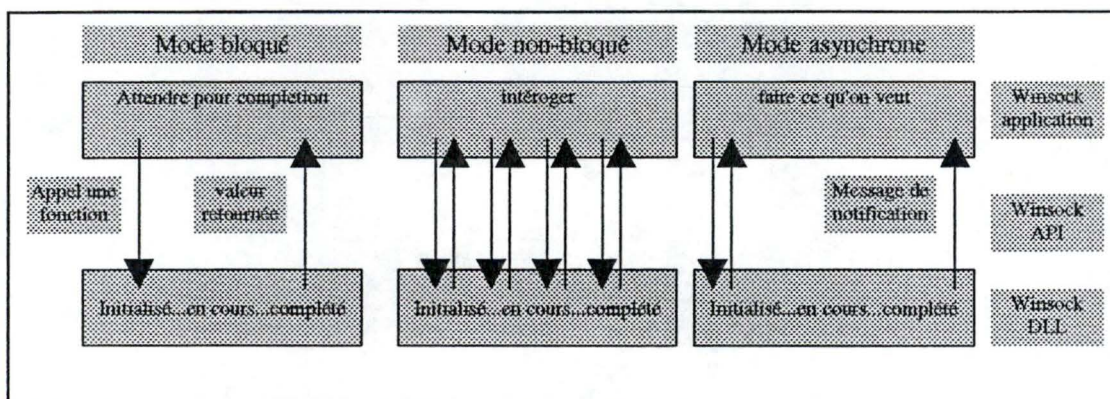 Mode bloqué
Mode non-bloqué
Mode asynchrone
Attendre pour completion
intéroger
faire ce qu'on veut
Winsock
application
Appel une
fonction
valeur
retournée
Message de
notification
Winsock
API
Initialisé...en cours...complété
Initialisé...en cours...complété
Initialisé...en cours...complété
Winsock
DLL